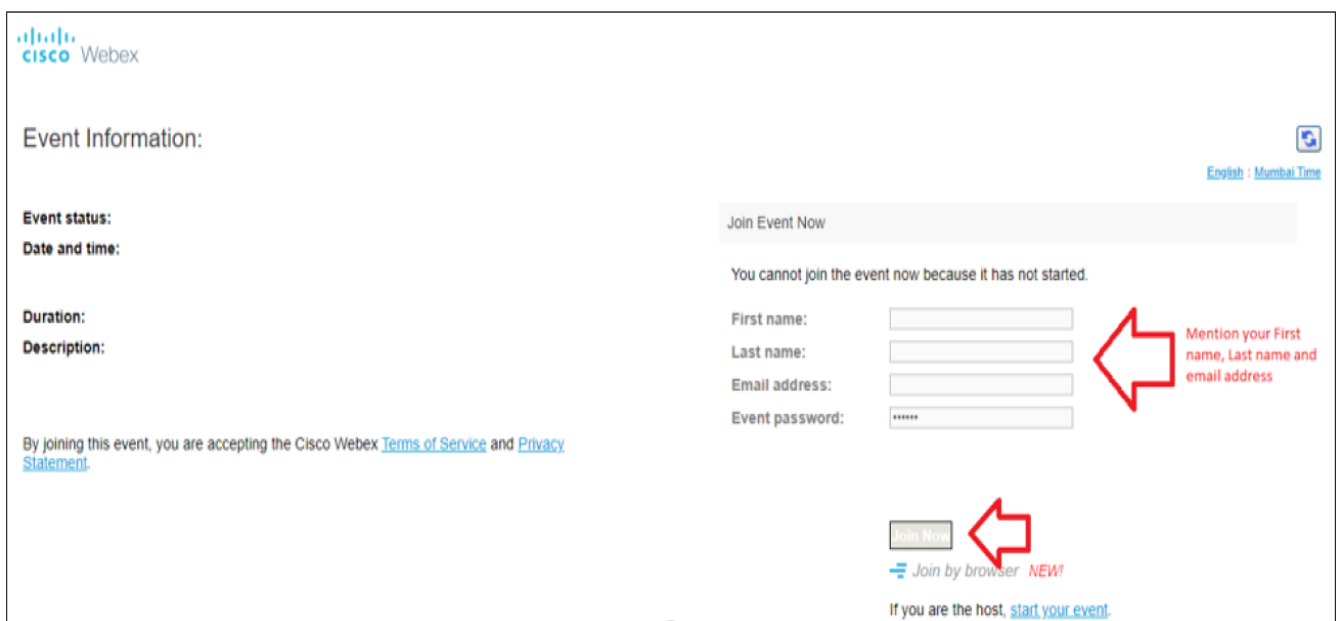 cisco Webex
Event Information:
English : Mumbai Time
Event status:
Date and time:
Duration:
Description:
By joining this event, you are accepting the Cisco Webex Terms of Service and Privacy
Statement.
Join Event Now
You cannot join the event now because it has not started.
First name:
Last name:
Email address:
Event password: ••••••
Mention your First
name, Last name and
email address
Join Now
Join by browser NEW!
If you are the host, start your event.